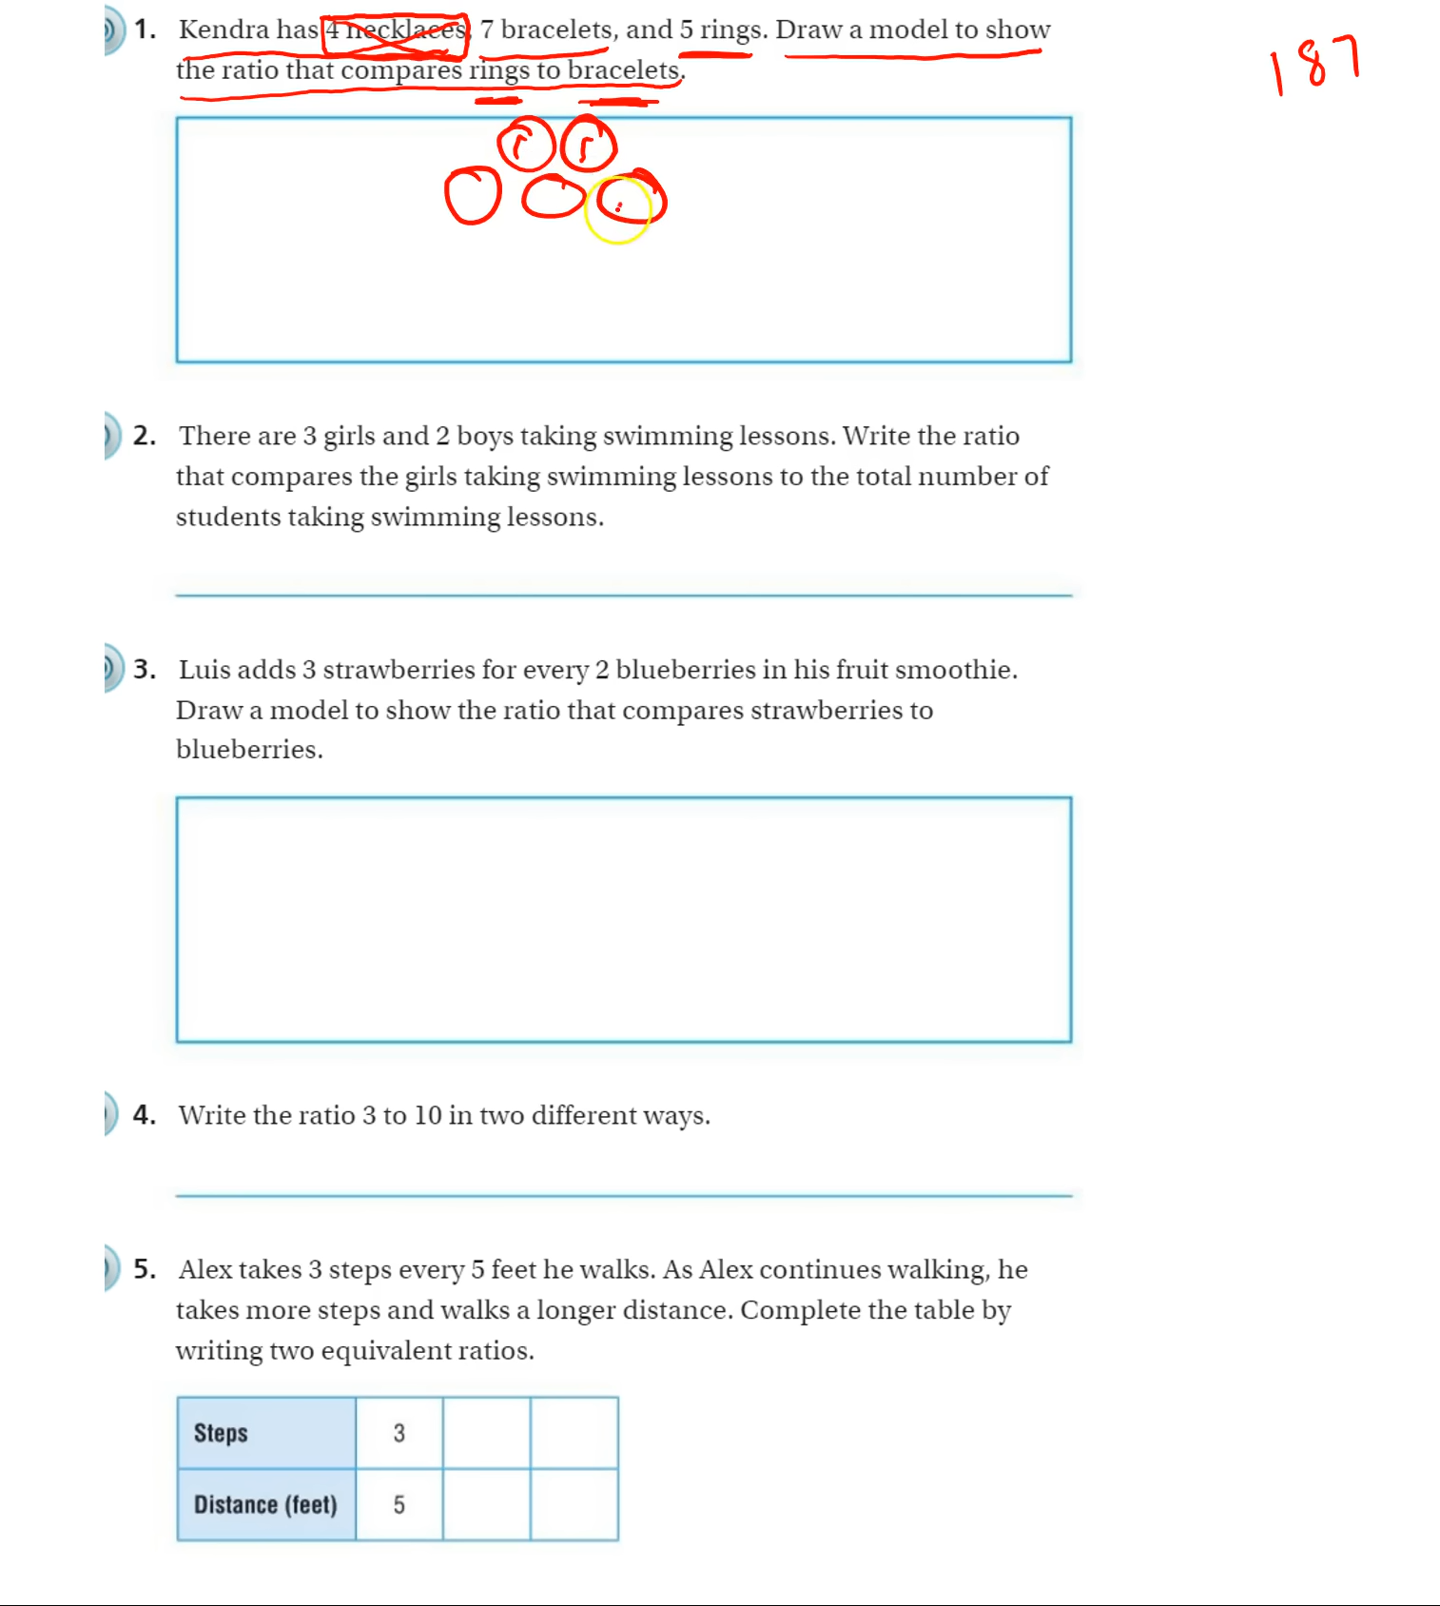 1. Kendra has 4 necklaces, 7 bracelets, and 5 rings. Draw a model to show
the ratio that compares rings to bracelets.
187
r r
2. There are 3 girls and 2 boys taking swimming lessons. Write the ratio
that compares the girls taking swimming lessons to the total number of
students taking swimming lessons.
3. Luis adds 3 strawberries for every 2 blueberries in his fruit smoothie.
Draw a model to show the ratio that compares strawberries to
blueberries.
4. Write the ratio 3 to 10 in two different ways.
5. Alex takes 3 steps every 5 feet he walks. As Alex continues walking, he
takes more steps and walks a longer distance. Complete the table by
writing two equivalent ratios.
Steps 3
Distance (feet) 5